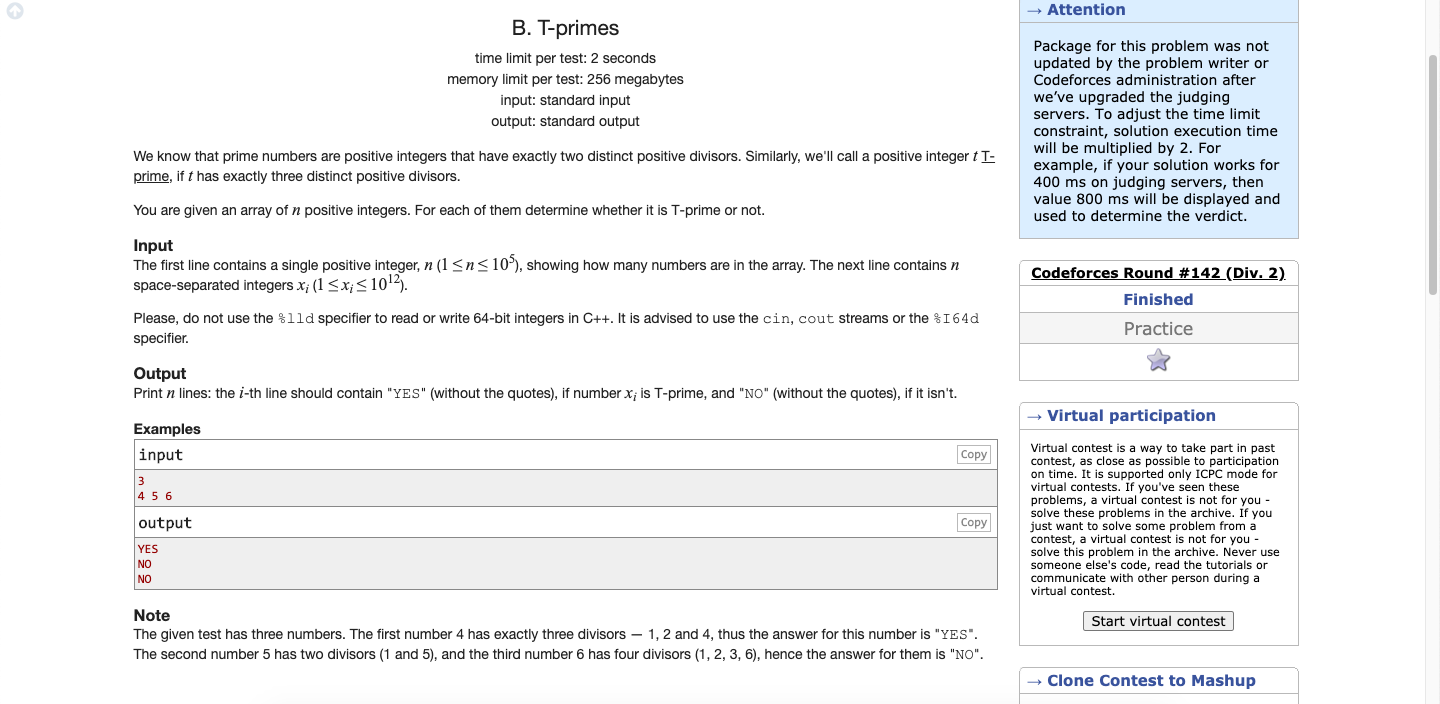 B. T-primes
time limit per test: 2 seconds
memory limit per test: 256 megabytes
input: standard input
output: standard output
We know that prime numbers are positive integers that have exactly two distinct positive divisors. Similarly, we'll call a positive integer t T-
prime, if t has exactly three distinct positive divisors.
You are given an array of n positive integers. For each of them determine whether it is T-prime or not.
Input
The first line contains a single positive integer, n (1 ≤ n ≤ 10⁵), showing how many numbers are in the array. The next line contains n
space-separated integers xᵢ (1 ≤ xᵢ ≤ 10¹²).
Please, do not use the %lld specifier to read or write 64-bit integers in C++. It is advised to use the cin, cout streams or the %I64d
specifier.
Output
Print n lines: the i-th line should contain "YES" (without the quotes), if number xᵢ is T-prime, and "NO" (without the quotes), if it isn't.
Examples
input
Copy
3
4 5 6
output
Copy
YES
NO
NO
Note
The given test has three numbers. The first number 4 has exactly three divisors — 1, 2 and 4, thus the answer for this number is "YES".
The second number 5 has two divisors (1 and 5), and the third number 6 has four divisors (1, 2, 3, 6), hence the answer for them is "NO".
→ Attention
Package for this problem was not
updated by the problem writer or
Codeforces administration after
we've upgraded the judging
servers. To adjust the time limit
constraint, solution execution time
will be multiplied by 2. For
example, if your solution works for
400 ms on judging servers, then
value 800 ms will be displayed and
used to determine the verdict.
Codeforces Round #142 (Div. 2)
Finished
Practice
→ Virtual participation
Virtual contest is a way to take part in past
contest, as close as possible to participation
on time. It is supported only ICPC mode for
virtual contests. If you've seen these
problems, a virtual contest is not for you -
solve these problems in the archive. If you
just want to solve some problem from a
contest, a virtual contest is not for you -
solve this problem in the archive. Never use
someone else's code, read the tutorials or
communicate with other person during a
virtual contest.
Start virtual contest
→ Clone Contest to Mashup